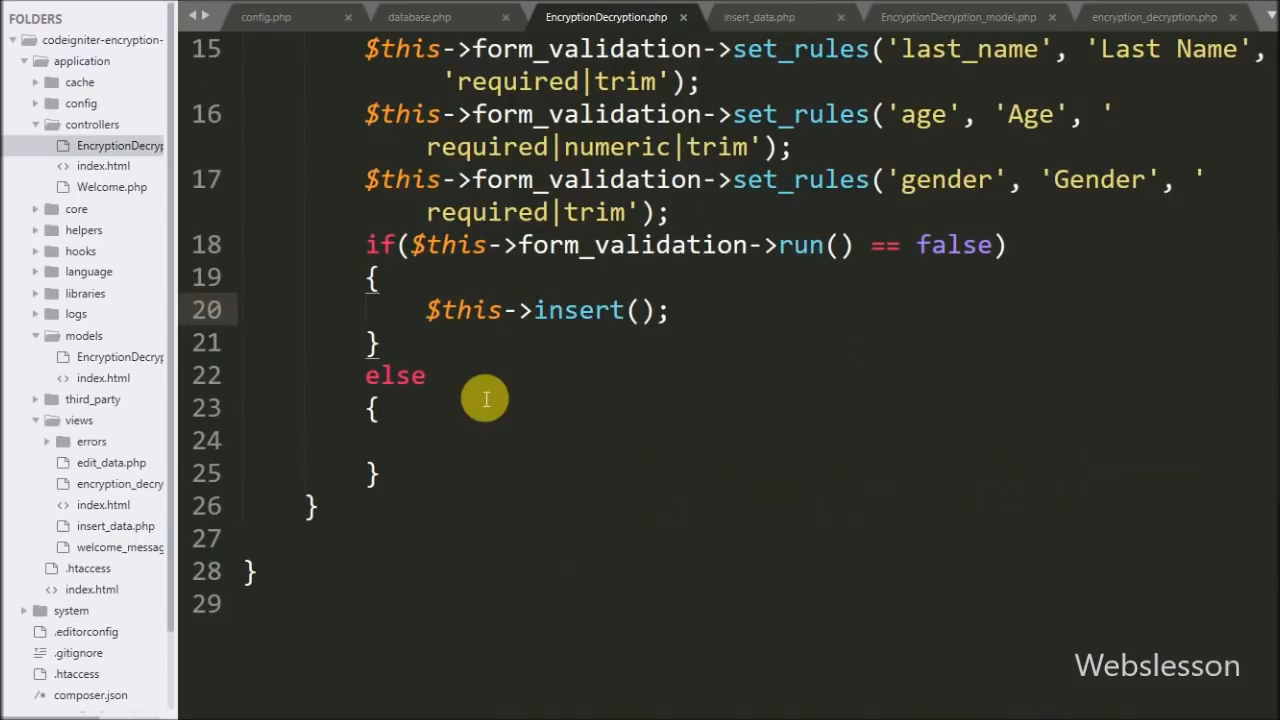 FOLDERS
codeigniter-encryption-
application
cache
config
controllers
EncryptionDecryp
index.html
Welcome.php
core
helpers
hooks
language
libraries
logs
models
EncryptionDecryp
index.html
third_party
views
errors
edit_data.php
encryption_decry
index.html
insert_data.php
welcome_messag
.htaccess
index.html
system
.editorconfig
.gitignore
.htaccess
composer.json
config.php
database.php
EncryptionDecryption.php
insert_data.php
EncryptionDecryption_model.php
encryption_decryption.php
15 $this->form_validation->set_rules('last_name', 'Last Name',
'required|trim');
16 $this->form_validation->set_rules('age', 'Age', '
required|numeric|trim');
17 $this->form_validation->set_rules('gender', 'Gender', '
required|trim');
18 if($this->form_validation->run() == false)
19 {
20 $this->insert();
21 }
22 else
23 {
24
25 }
26 }
27
28 }
29
Webslesson